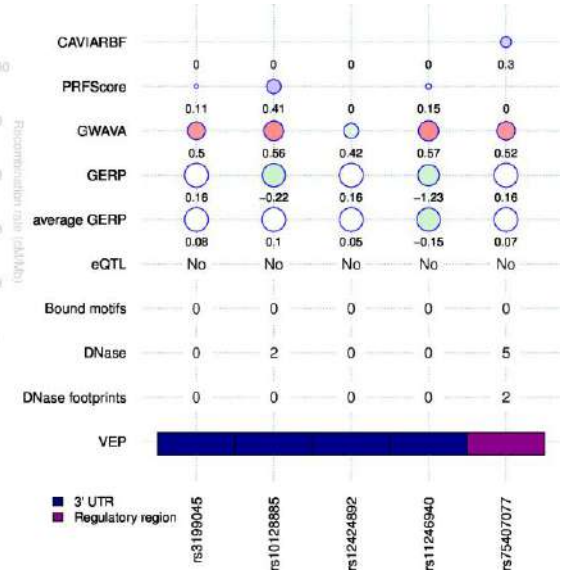 CAVIARBF
0 0 0 0 0.3
PRFScore
0.11 0.41 0 0.15 0
GWAVA
0.5 0.56 0.42 0.57 0.52
GERP
0.16 -0.22 0.16 -1.23 0.16
average GERP
0.08 0.1 0.05 -0.15 0.07
eQTL No No No No No
Bound motifs 0 0 0 0 0
DNase 0 2 0 0 5
DNase footprints 0 0 0 0 2
VEP
3' UTR
Regulatory region
rs3199045
rs10128885
rs12424892
rs11246940
rs75407077
Recombination rate (cM/Mb)